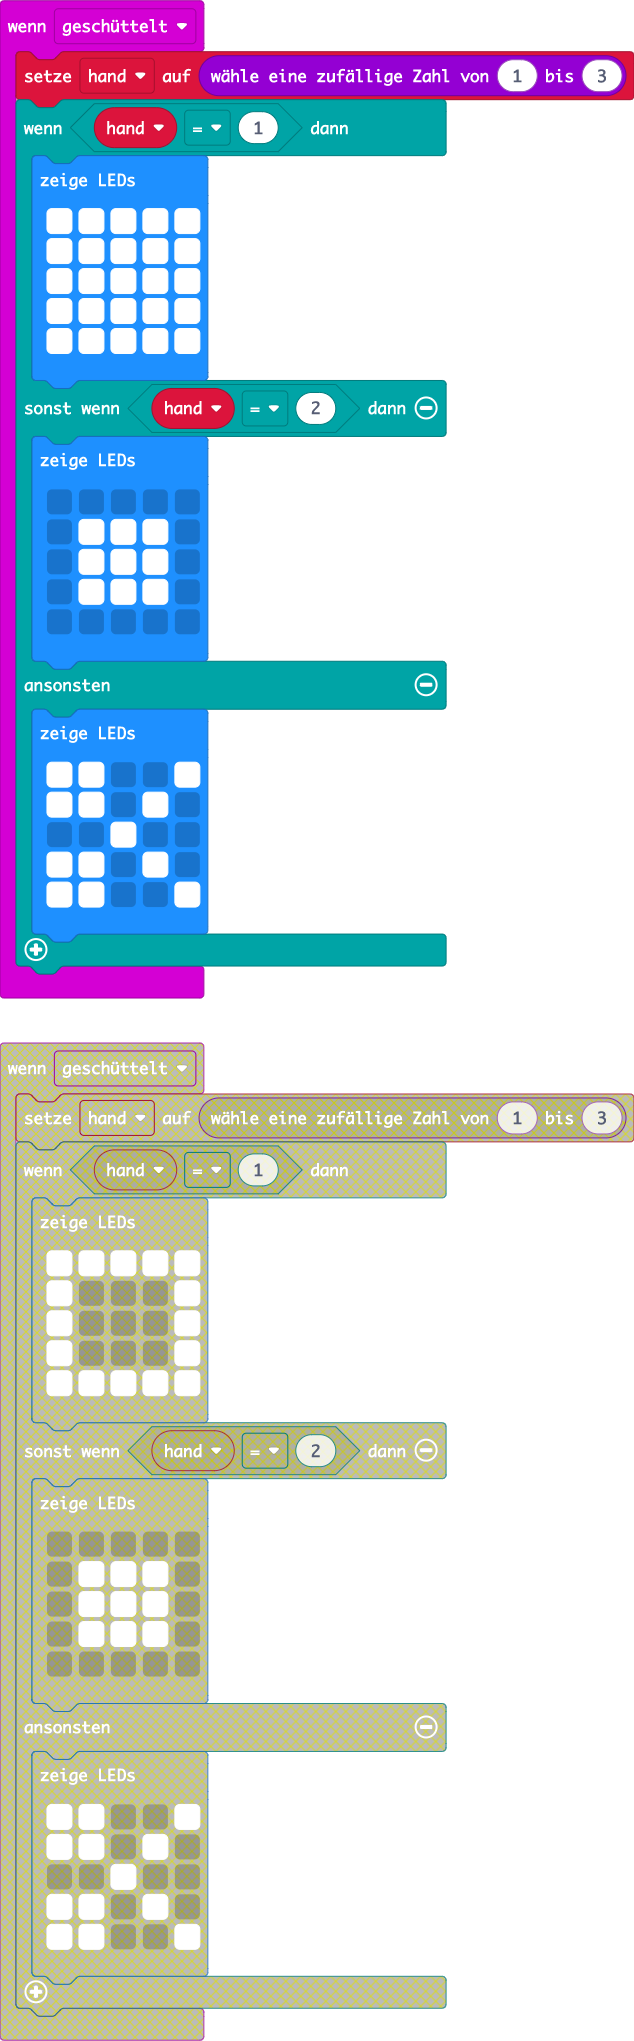 wenn geschüttelt
setze hand auf wähle eine zufällige Zahl von 1 bis 3
wenn hand = 1 dann
zeige LEDs
sonst wenn hand = 2 dann
zeige LEDs
ansonsten
zeige LEDs
wenn geschüttelt
setze hand auf wähle eine zufällige Zahl von 1 bis 3
wenn hand = 1 dann
zeige LEDs
sonst wenn hand = 2 dann
zeige LEDs
ansonsten
zeige LEDs